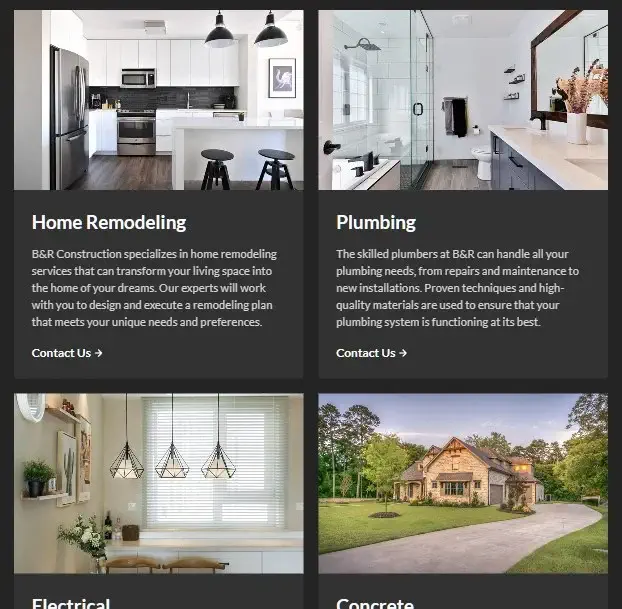 Home Remodeling
B&R Construction specializes in home remodeling
services that can transform your living space into
the home of your dreams. Our experts will work
with you to design and execute a remodeling plan
that meets your unique needs and preferences.
Contact Us →
Plumbing
The skilled plumbers at B&R can handle all your
plumbing needs, from repairs and maintenance to
new installations. Proven techniques and high-
quality materials are used to ensure that your
plumbing system is functioning at its best.
Contact Us →
Electrical
Concrete